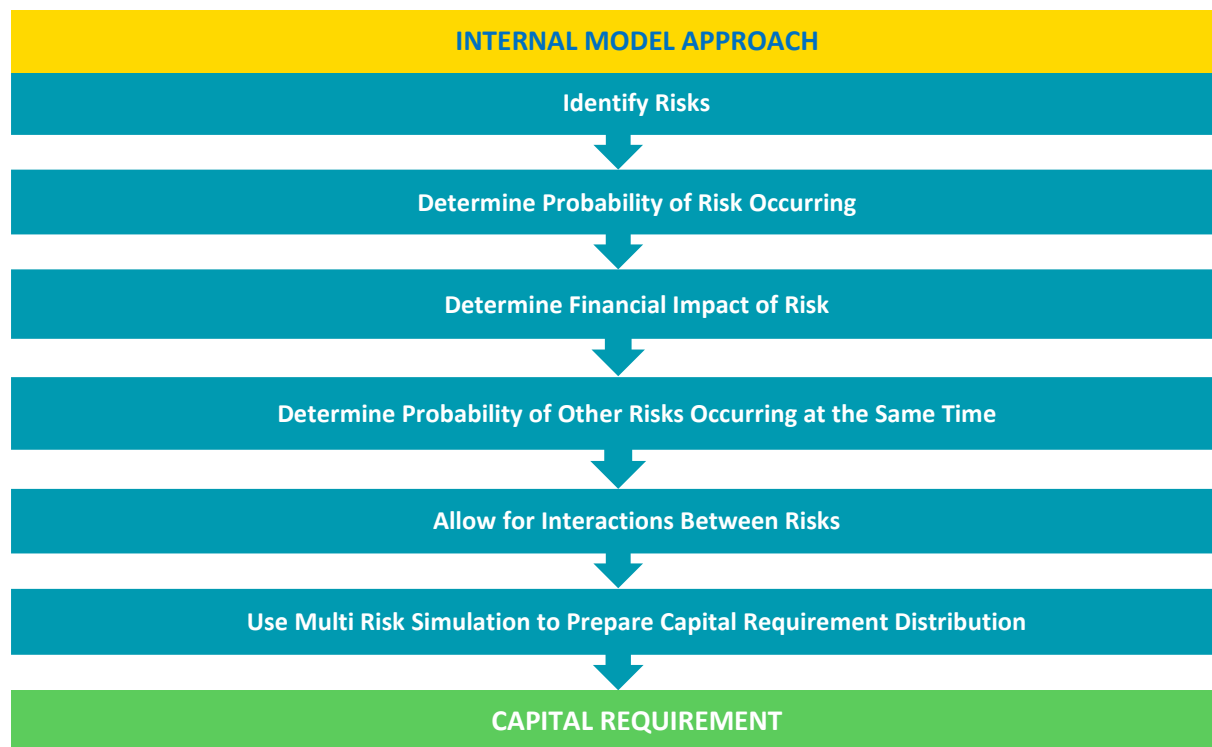 INTERNAL MODEL APPROACH
Identify Risks
Determine Probability of Risk Occurring
Determine Financial Impact of Risk
Determine Probability of Other Risks Occurring at the Same Time
Allow for Interactions Between Risks
Use Multi Risk Simulation to Prepare Capital Requirement Distribution
CAPITAL REQUIREMENT